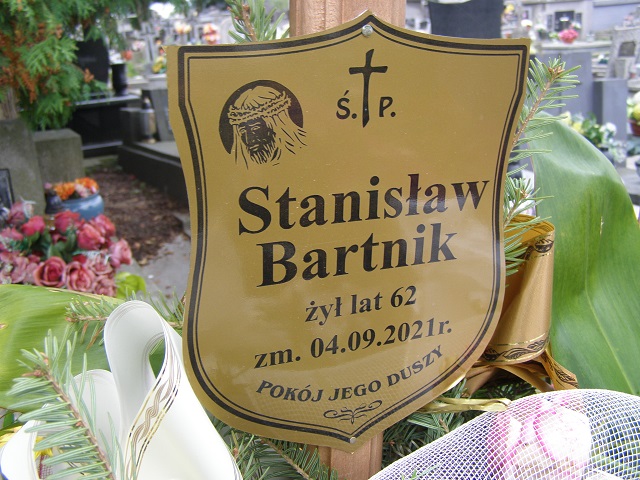 Ś. P.
Stanisław
Bartnik
żył lat 62
zm. 04.09.2021r.
POKÓJ JEGO DUSZY